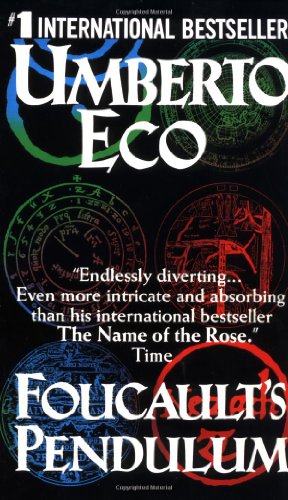 #1 INTERNATIONAL BESTSELLER
UMBERTO
ECO
"Endlessly diverting...
Even more intricate and absorbing
than his international bestseller
The Name of the Rose."
Time
FOUCAULT'S
PENDULUM